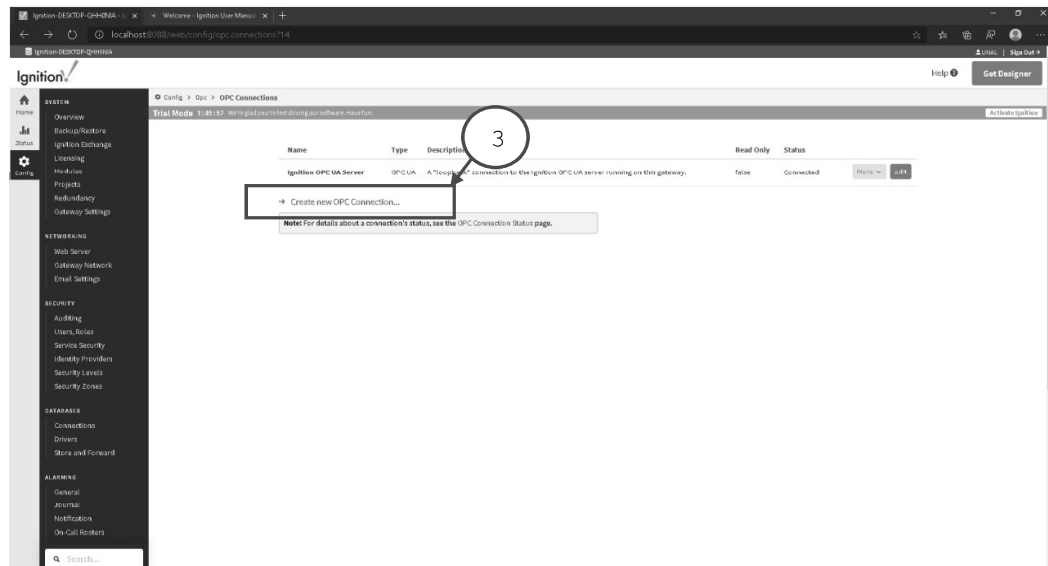 Ignition-DESKTOP-QHH0NIA - I
Welcome - Ignition User Manual
localhost:8088/web/config/opc.connections?14
Ignition-DESKTOP-QHH0NIA
UNAL | Sign Out
Ignition
Help
Get Designer
Home
Status
Config
SYSTEM
Overview
Backup/Restore
Ignition Exchange
Licensing
Modules
Projects
Redundancy
Gateway Settings
NETWORKING
Web Server
Gateway Network
Email Settings
SECURITY
Auditing
Users, Roles
Service Security
Identity Providers
Security Levels
Security Zones
DATABASES
Connections
Drivers
Store and Forward
ALARMING
General
Journal
Notification
On-Call Rosters
Search...
Config > Opc > OPC Connections
Trial Mode 1:45:57 We're glad you're test driving our software. Have fun.
Activate Ignition
3
Name Type Description Read Only Status
Ignition OPC UA Server OPC UA A "loopback" connection to the Ignition OPC UA server running on this gateway. false Connected More edit
→ Create new OPC Connection...
Note: For details about a connection's status, see the OPC Connection Status page.